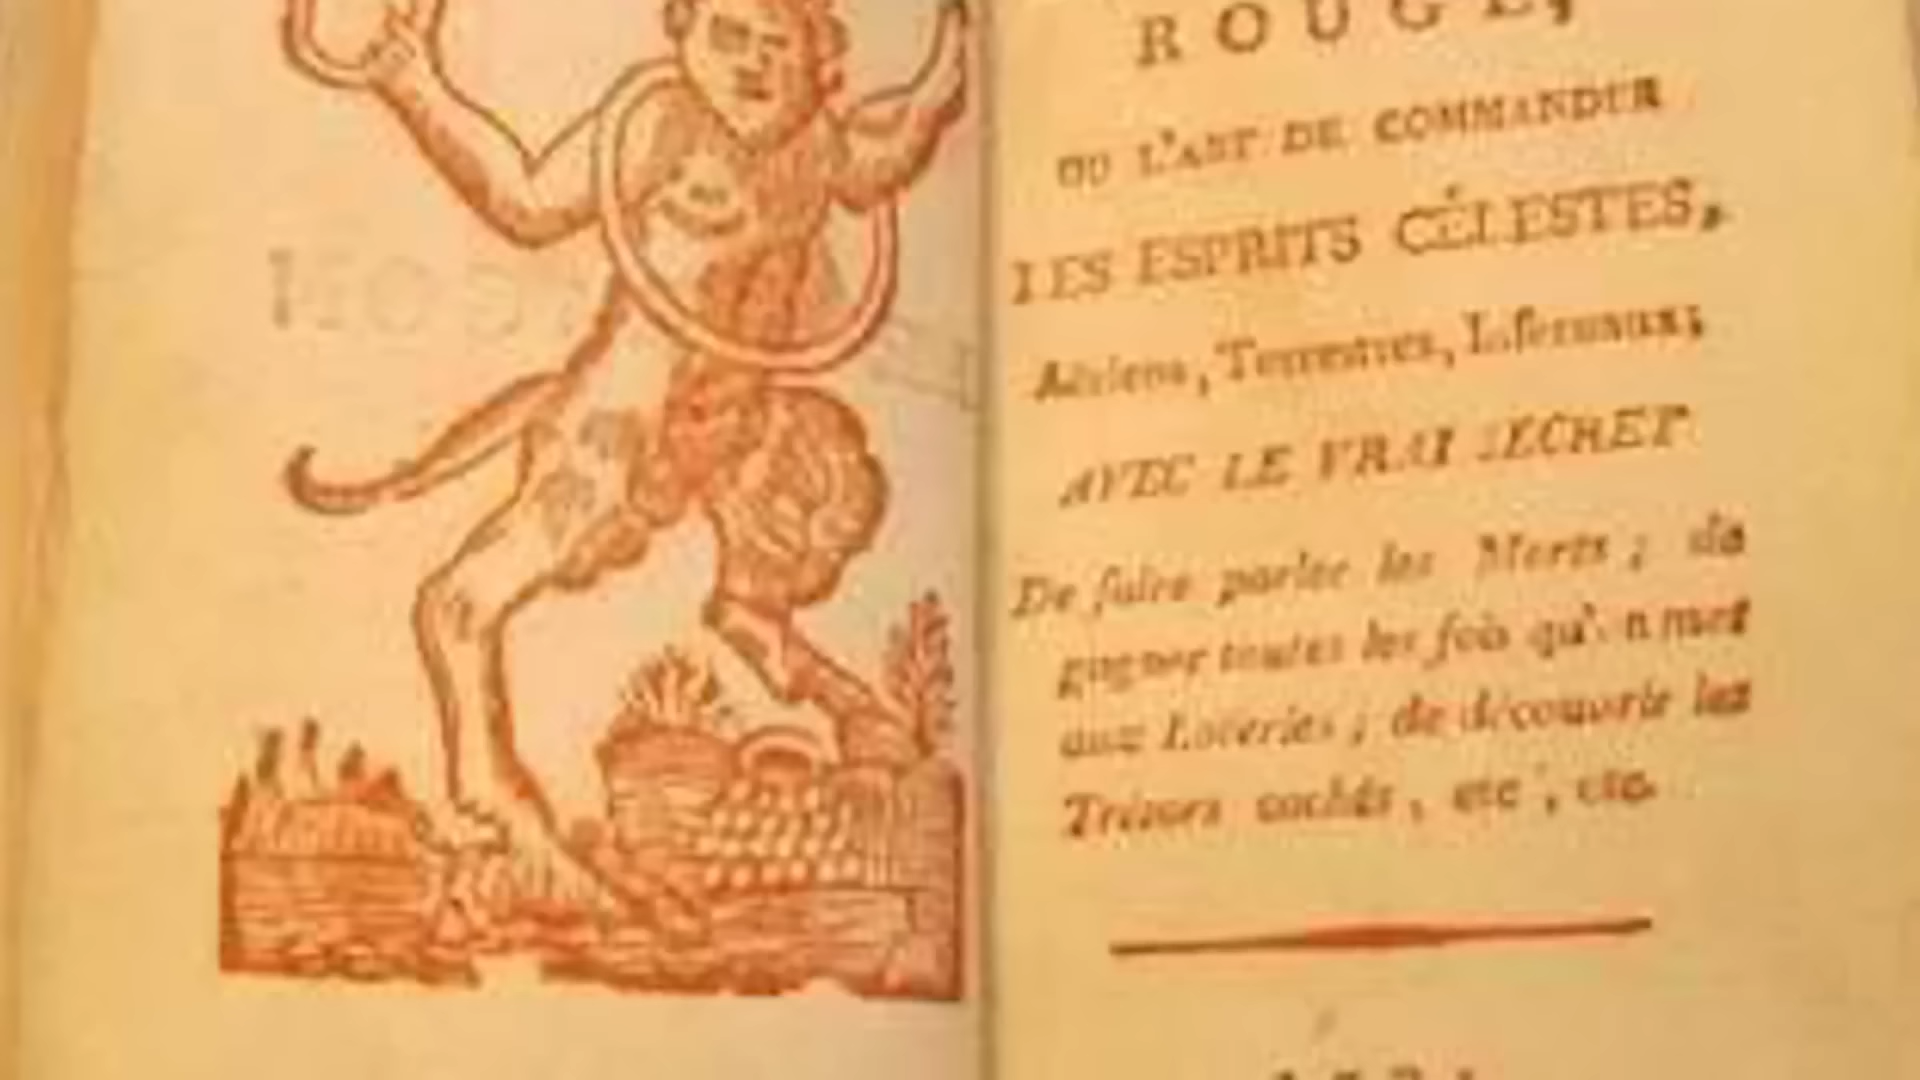 ROUGE,
OU L'ART DE COMMANDER
LES ESPRITS CÉLESTES,
Aériens, Terrestres, Infernaux;
AVEC LE VRAI SECRET
De faire parler les Morts; de
gagner toutes les fois qu'on met
aux Loteries; de découvrir les
Trésors cachés, etc., etc.